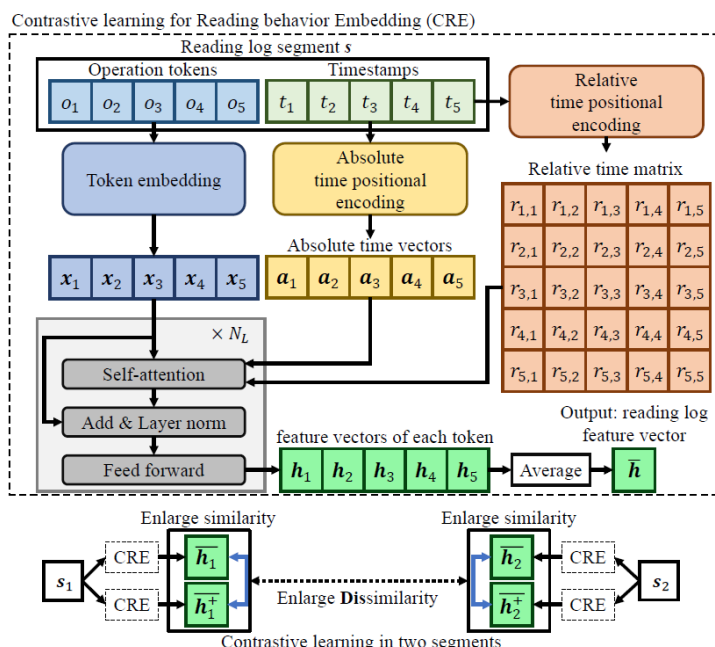 Contrastive learning for Reading behavior Embedding (CRE)
Reading log segment s
Operation tokens
Timestamps
o₁ o₂ o₃ o₄ o₅
t₁ t₂ t₃ t₄ t₅
Relative
time positional
encoding
Token embedding
Absolute
time positional
encoding
Relative time matrix
Absolute time vectors
x₁ x₂ x₃ x₄ x₅
a₁ a₂ a₃ a₄ a₅
r₁,₁ r₁,₂ r₁,₃ r₁,₄ r₁,₅
r₂,₁ r₂,₂ r₂,₃ r₂,₄ r₂,₅
r₃,₁ r₃,₂ r₃,₃ r₃,₄ r₃,₅
r₄,₁ r₄,₂ r₄,₃ r₄,₄ r₄,₅
r₅,₁ r₅,₂ r₅,₃ r₅,₄ r₅,₅
× N_L
Self-attention
Add & Layer norm
Feed forward
feature vectors of each token
h₁ h₂ h₃ h₄ h₅
Average
Output: reading log
feature vector
h̅
Enlarge similarity
Enlarge similarity
s₁
CRE
CRE
h̅₁
h̅₁⁺
Enlarge Dissimilarity
h̅₂
h̅₂⁺
CRE
CRE
s₂
Contrastive learning in two segments